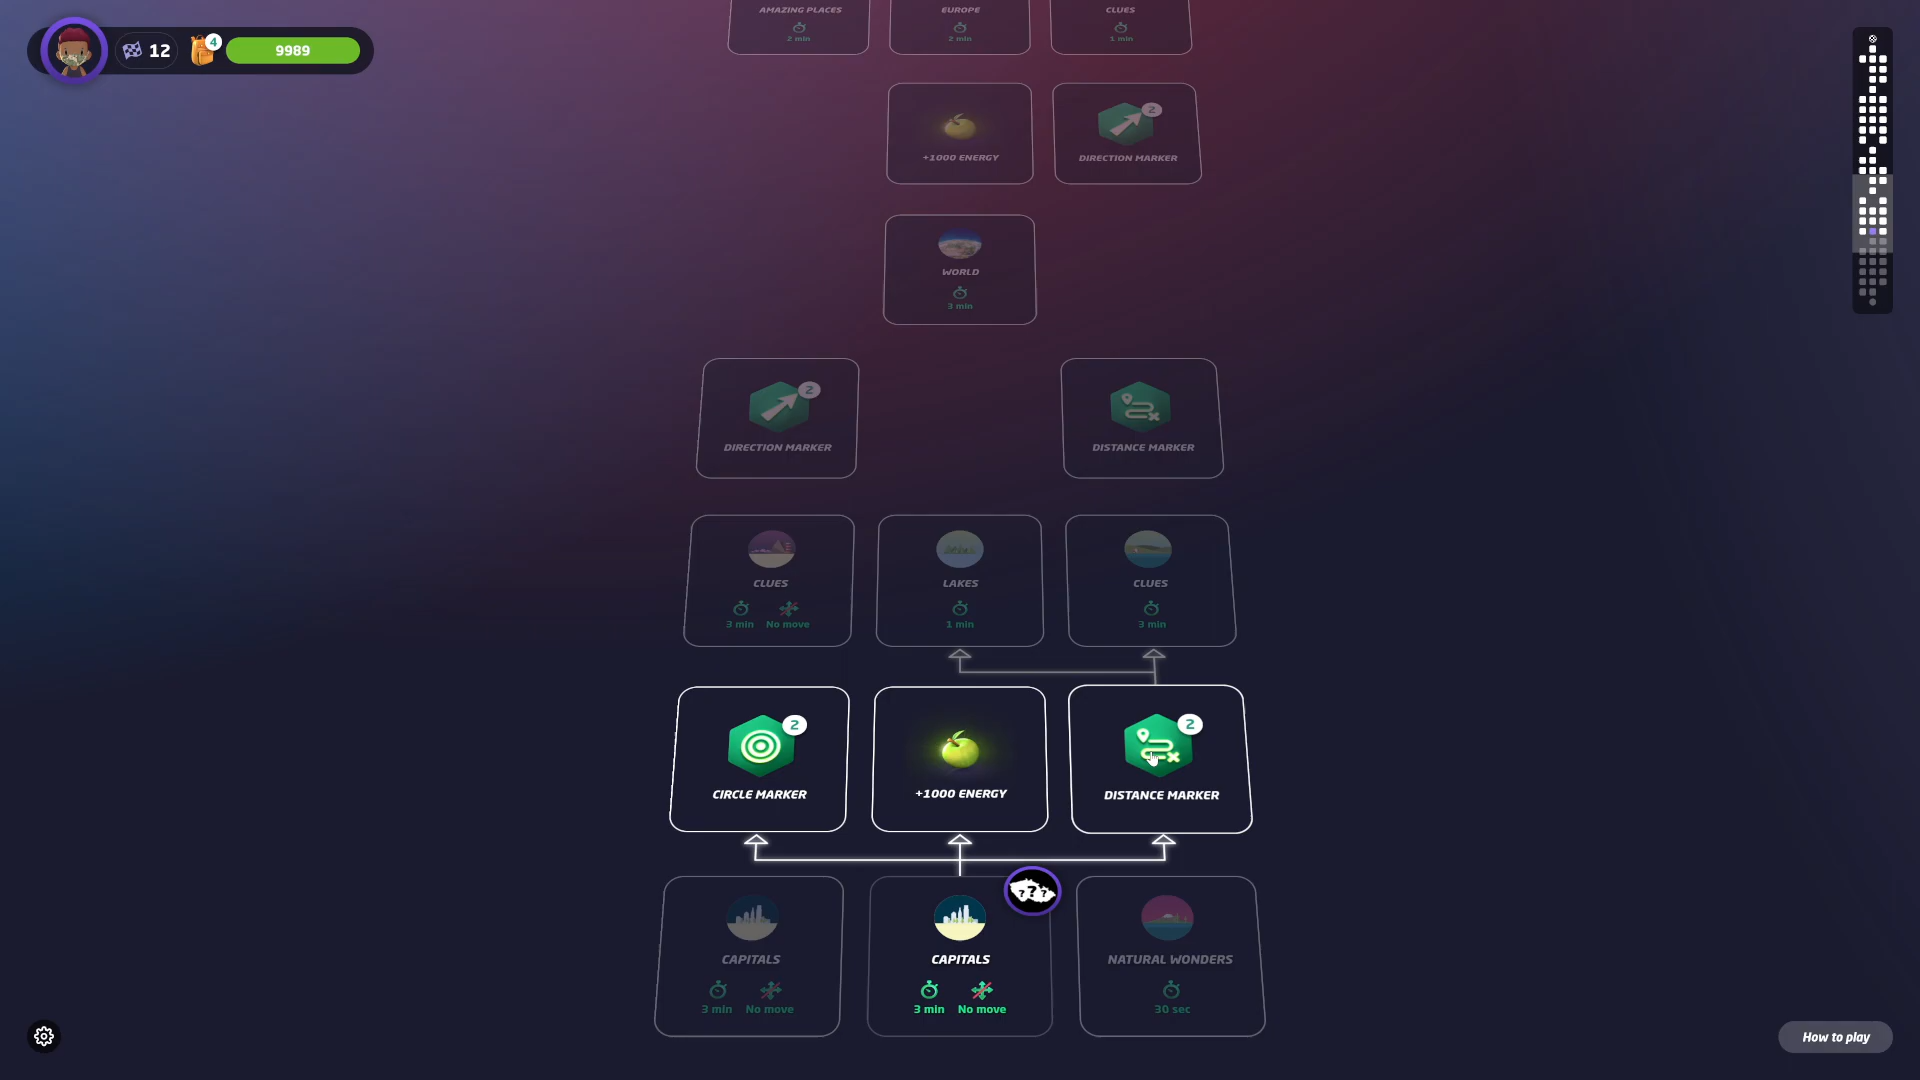 AMAZING PLACES
EUROPE
CLUES
2 min
2 min
1 min
12
4
9989
2
+1000 ENERGY
DIRECTION MARKER
WORLD
3 min
2
DIRECTION MARKER
DISTANCE MARKER
CLUES
LAKES
CLUES
3 min
No move
1 min
3 min
2
2
CIRCLE MARKER
+1000 ENERGY
DISTANCE MARKER
???
CAPITALS
CAPITALS
NATURAL WONDERS
3 min
No move
3 min
No move
30 sec
How to play